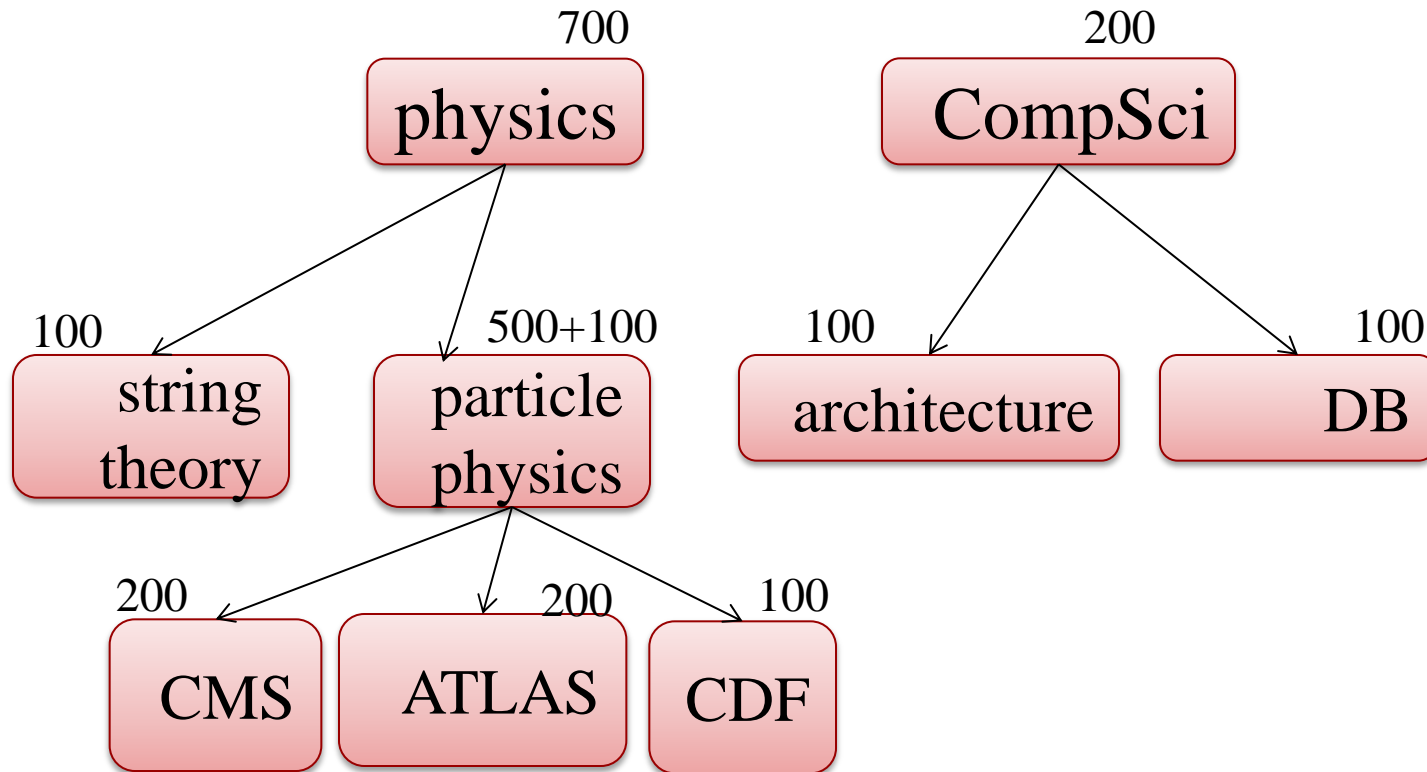 700
200
physics
CompSci
100
500+100
100
100
string
theory
particle
physics
architecture
DB
200
200
100
CMS
ATLAS
CDF